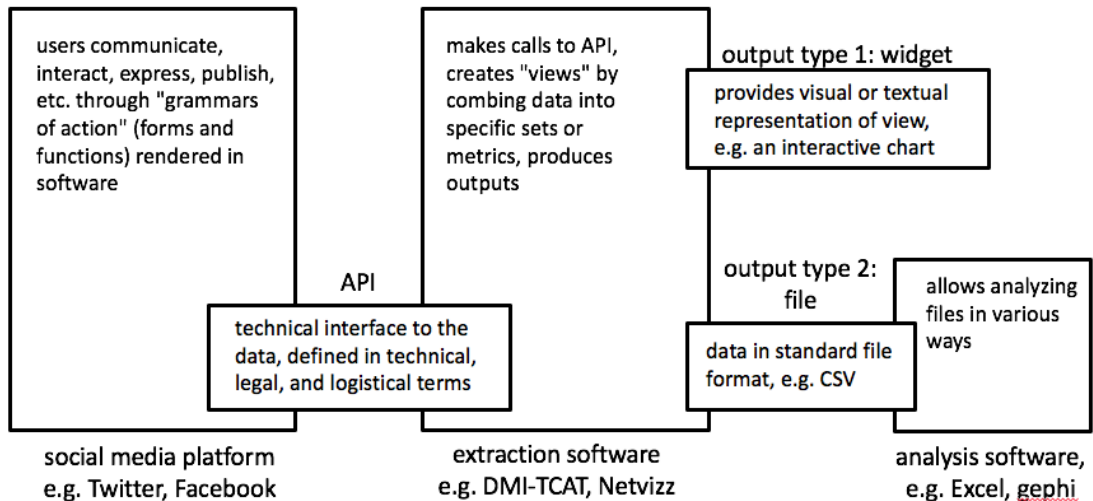 users communicate,
interact, express, publish,
etc. through "grammars
of action" (forms and
functions) rendered in
software
API
technical interface to the
data, defined in technical,
legal, and logistical terms
social media platform
e.g. Twitter, Facebook
makes calls to API,
creates "views" by
combing data into
specific sets or
metrics, produces
outputs
extraction software
e.g. DMI-TCAT, Netvizz
output type 1: widget
provides visual or textual
representation of view,
e.g. an interactive chart
output type 2:
file
data in standard file
format, e.g. CSV
allows analyzing
files in various
ways
analysis software,
e.g. Excel, gephi